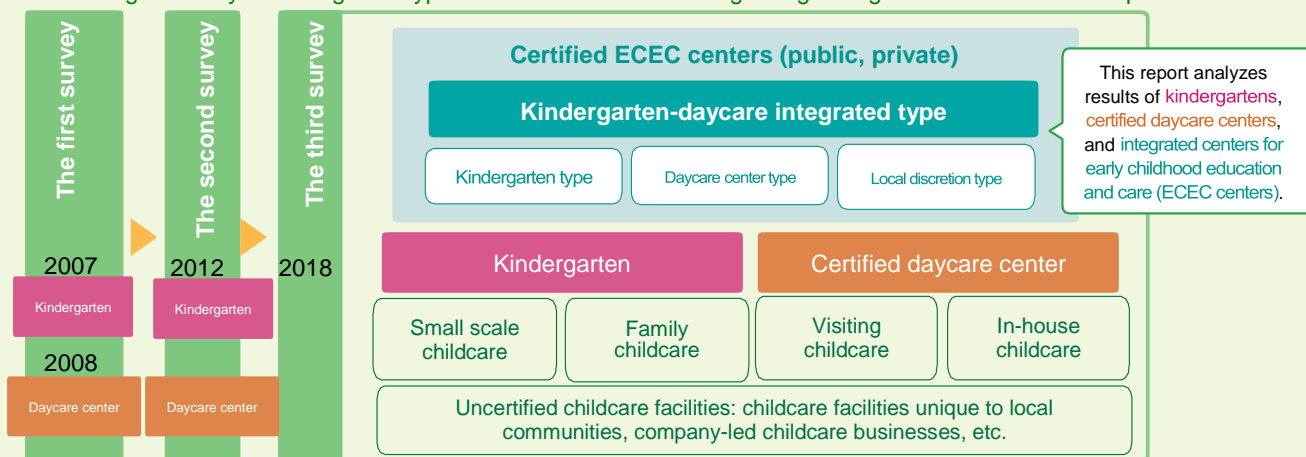 The first survey
2007
Kindergarten
2008
Daycare center
The second survey
2012
Kindergarten
Daycare center
The third survey
2018
Certified ECEC centers (public, private)
Kindergarten-daycare integrated type
Kindergarten type
Daycare center type
Local discretion type
This report analyzes
results of kindergartens,
certified daycare centers,
and integrated centers for
early childhood education
and care (ECEC centers).
Kindergarten
Certified daycare center
Small scale
childcare
Family
childcare
Visiting
childcare
In-house
childcare
Uncertified childcare facilities: childcare facilities unique to local
communities, company-led childcare businesses, etc.